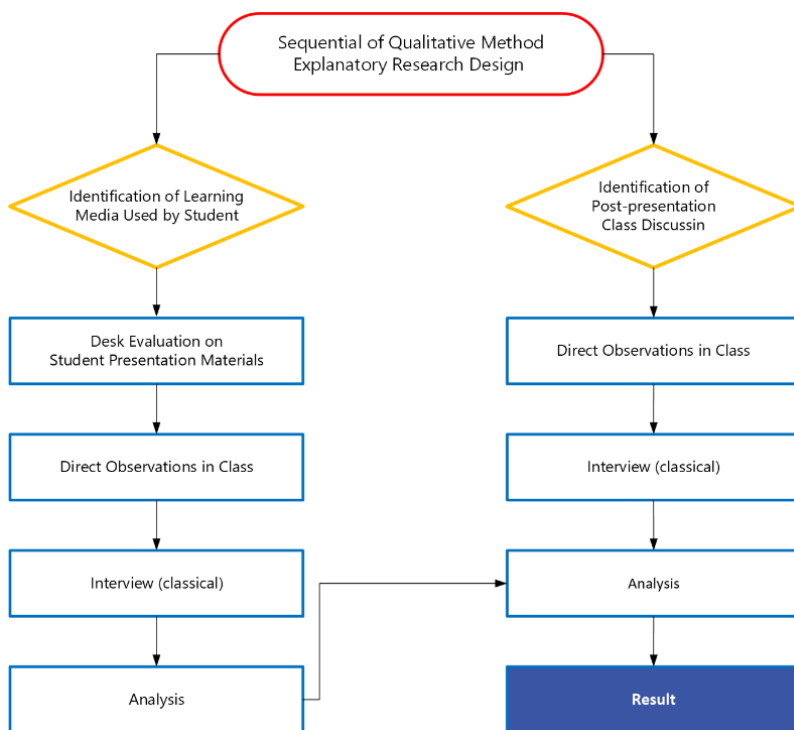 Sequential of Qualitative Method
Explanatory Research Design
Identification of Learning
Media Used by Student
Desk Evaluation on
Student Presentation Materials
Direct Observations in Class
Interview (classical)
Analysis
Identification of
Post-presentation
Class Discussin
Direct Observations in Class
Interview (classical)
Analysis
Result